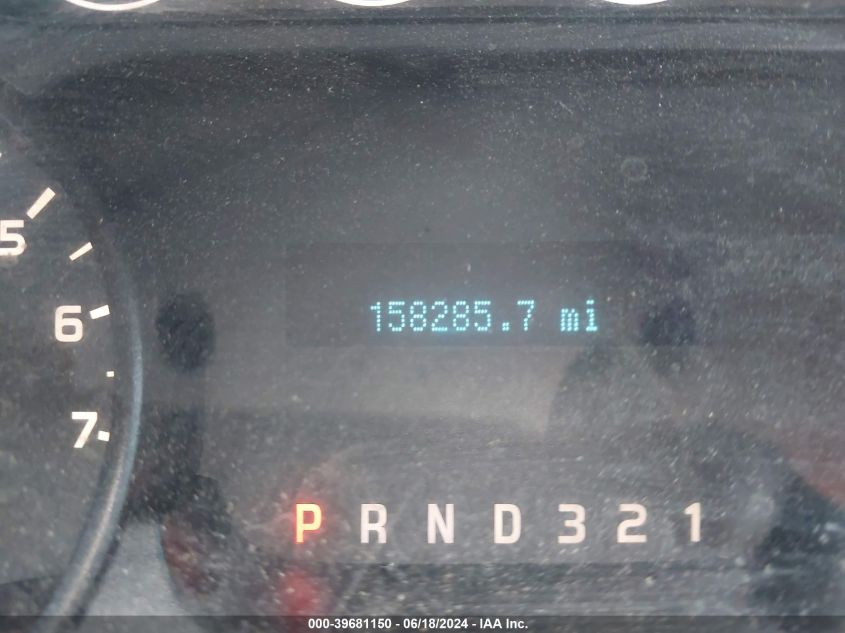 5
6
7
158285.7 mi
P R N D 3 2 1
000-39681150 - 06/18/2024 - IAA Inc.